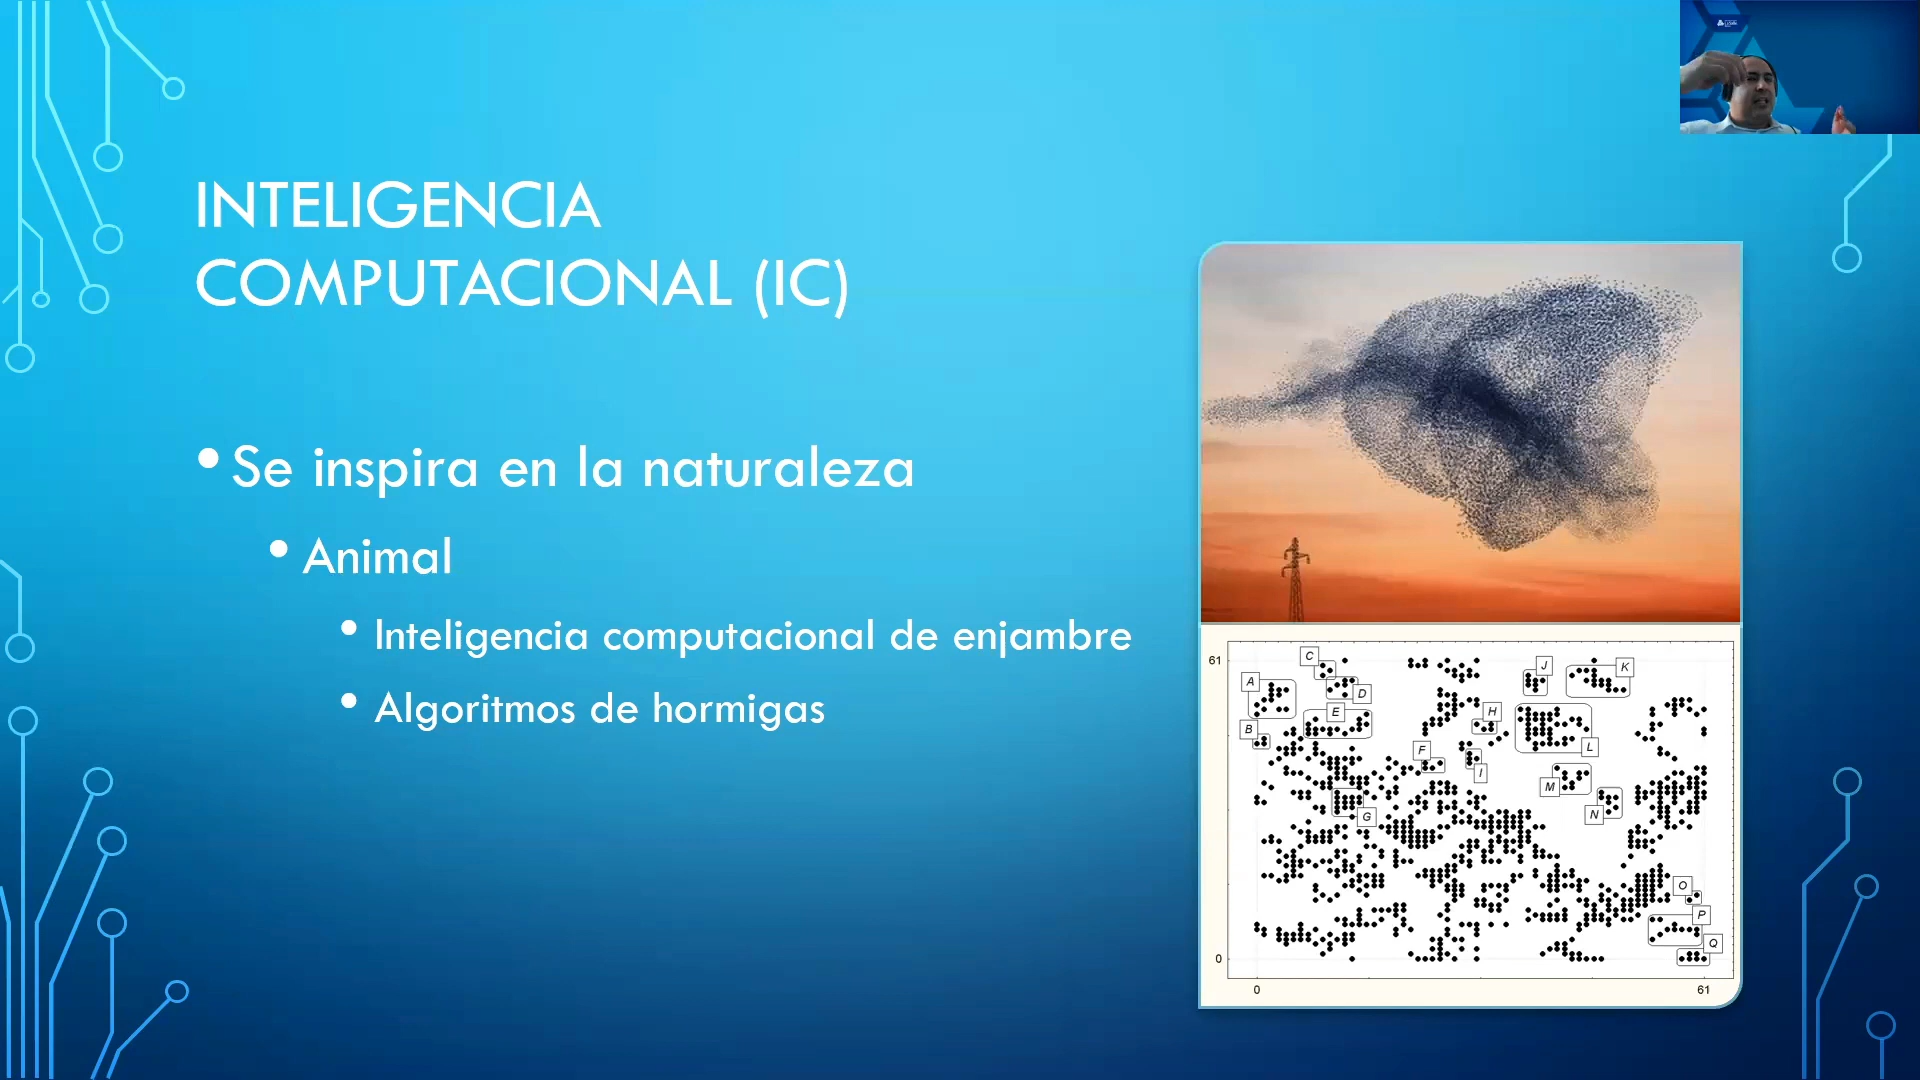 INTELIGENCIA
COMPUTACIONAL (IC)
• Se inspira en la naturaleza
• Animal
• Inteligencia computacional de enjambre
• Algoritmos de hormigas
61
C
J
K
A
D
E
H
B
F
L
I
M
N
G
O
P
Q
0
0
61